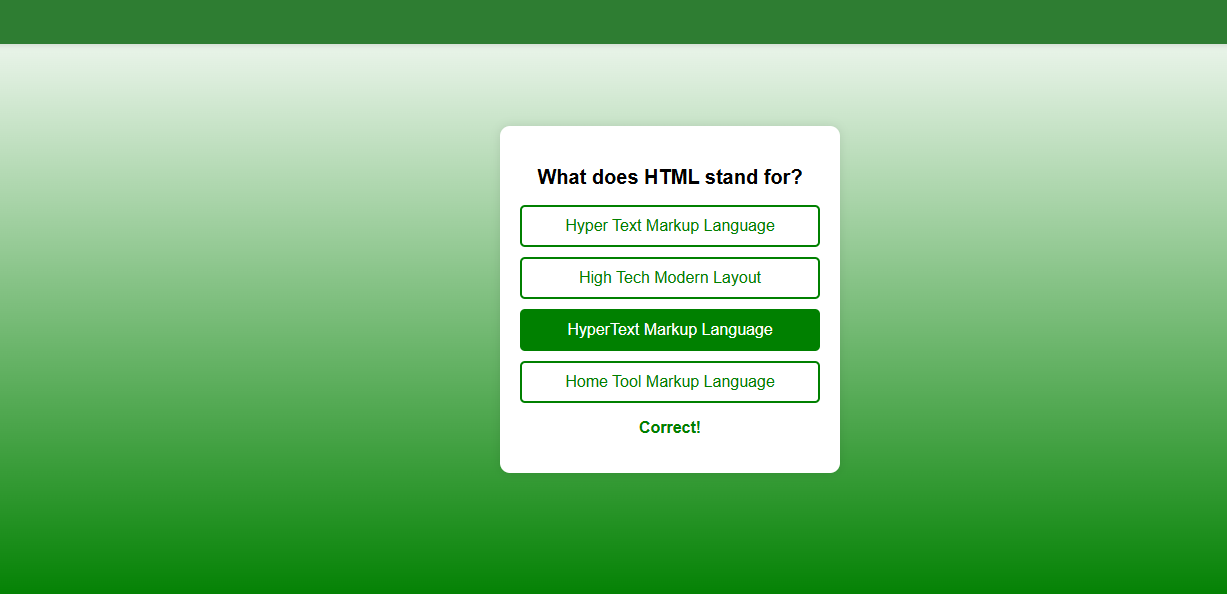 What does HTML stand for?
Hyper Text Markup Language
High Tech Modern Layout
HyperText Markup Language
Home Tool Markup Language
Correct!